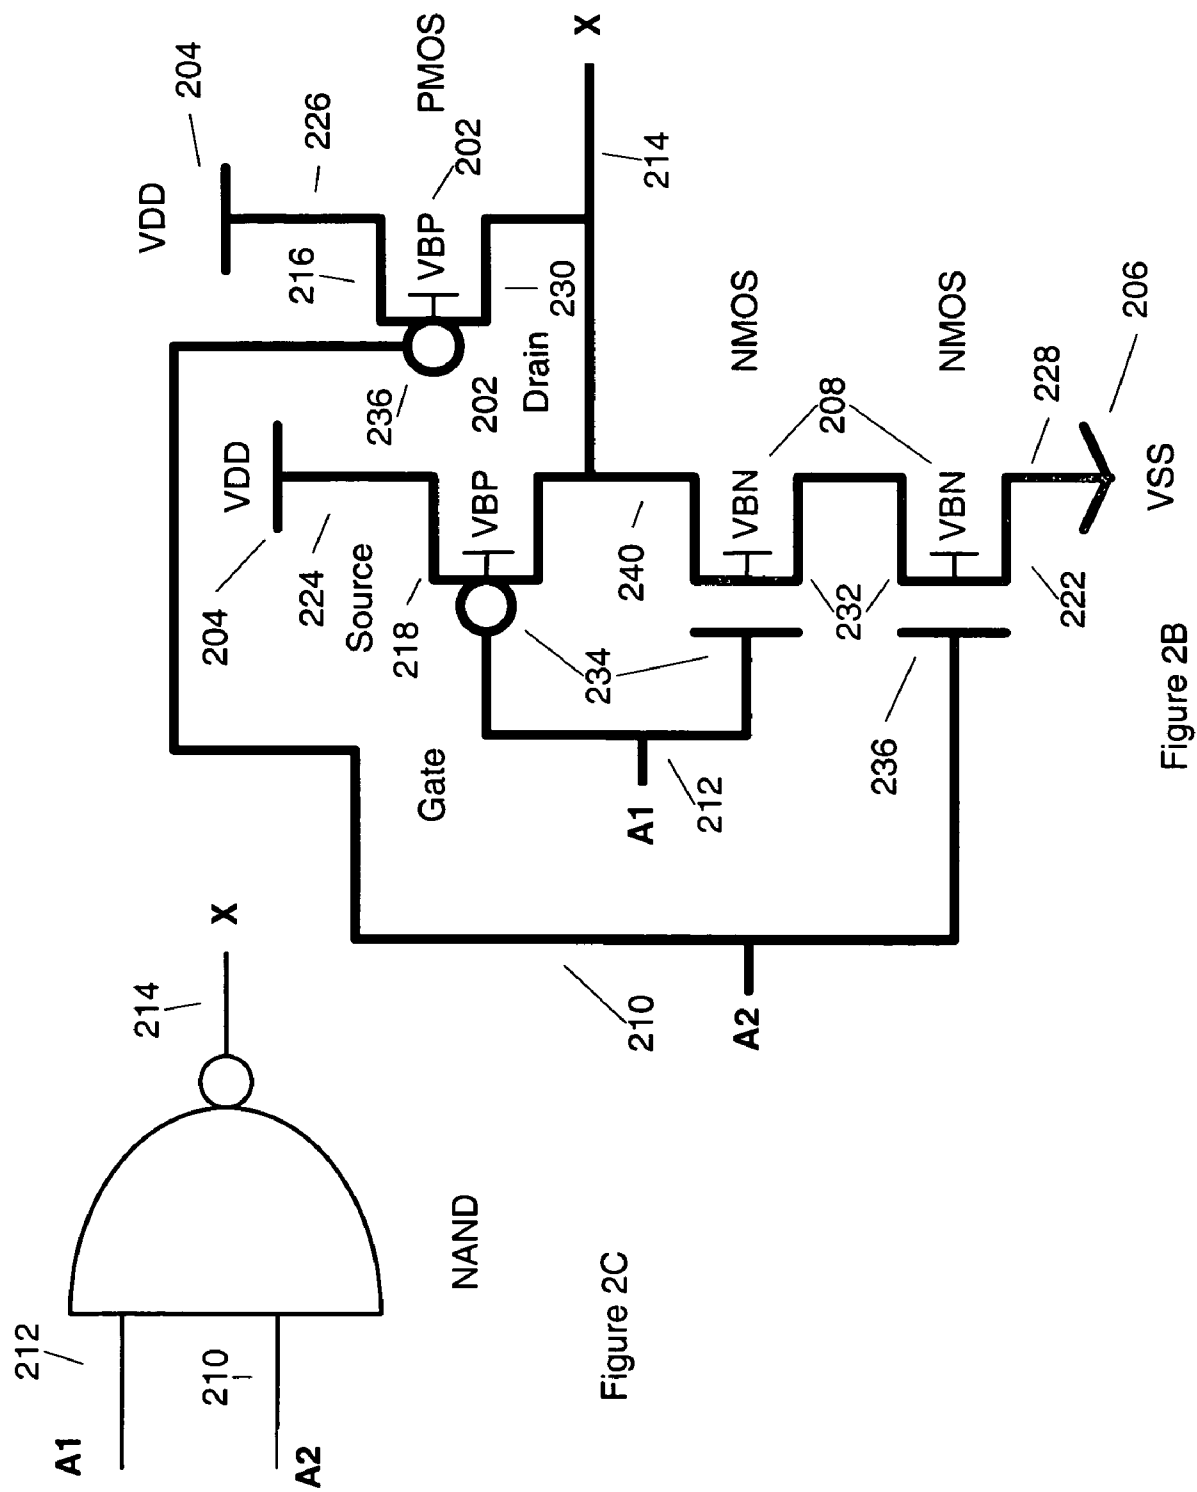 A1
212
210
A2
214
X
NAND
Figure 2C
VDD
204
226
216
VBP
202
PMOS
236
230
Drain
X
214
204
VDD
224
Source
218
VBP
202
Gate
234
A1
212
240
VBN
NMOS
208
232
VBN
NMOS
236
222
228
206
VSS
210
A2
Figure 2B